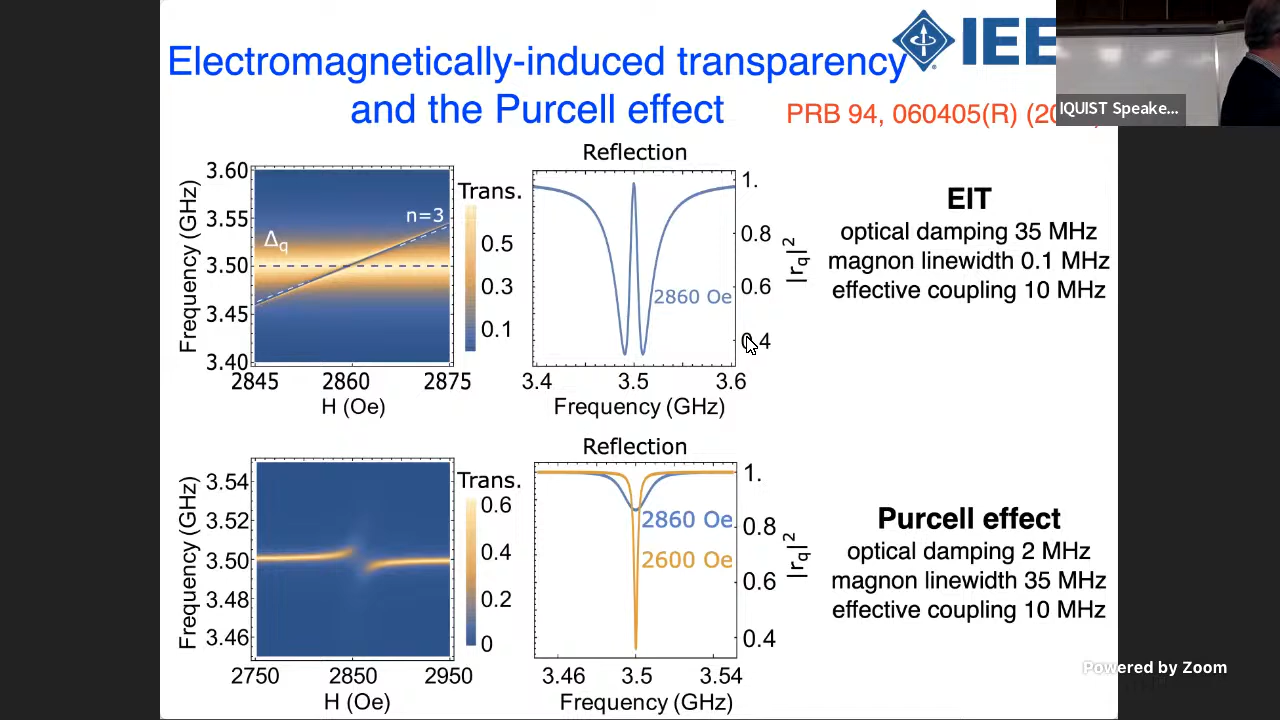 Electromagnetically-induced transparency
and the Purcell effect
IEE
PRB 94, 060405(R) (20
IQUIST Speake...
Reflection
3.60
3.55
3.50
3.45
3.40
Frequency (GHz)
n=3
Δq
2845
2860
2875
H (Oe)
Trans.
0.5
0.3
0.1
1.
0.8
0.6
0.4
|rq|²
2860 Oe
3.4
3.5
3.6
Frequency (GHz)
EIT
optical damping 35 MHz
magnon linewidth 0.1 MHz
effective coupling 10 MHz
Reflection
3.54
3.52
3.50
3.48
3.46
Frequency (GHz)
2750
2850
2950
H (Oe)
Trans.
0.6
0.4
0.2
0
1.
0.8
0.6
0.4
|rq|²
2860 Oe
2600 Oe
3.46
3.5
3.54
Frequency (GHz)
Purcell effect
optical damping 2 MHz
magnon linewidth 35 MHz
effective coupling 10 MHz
Powered by Zoom